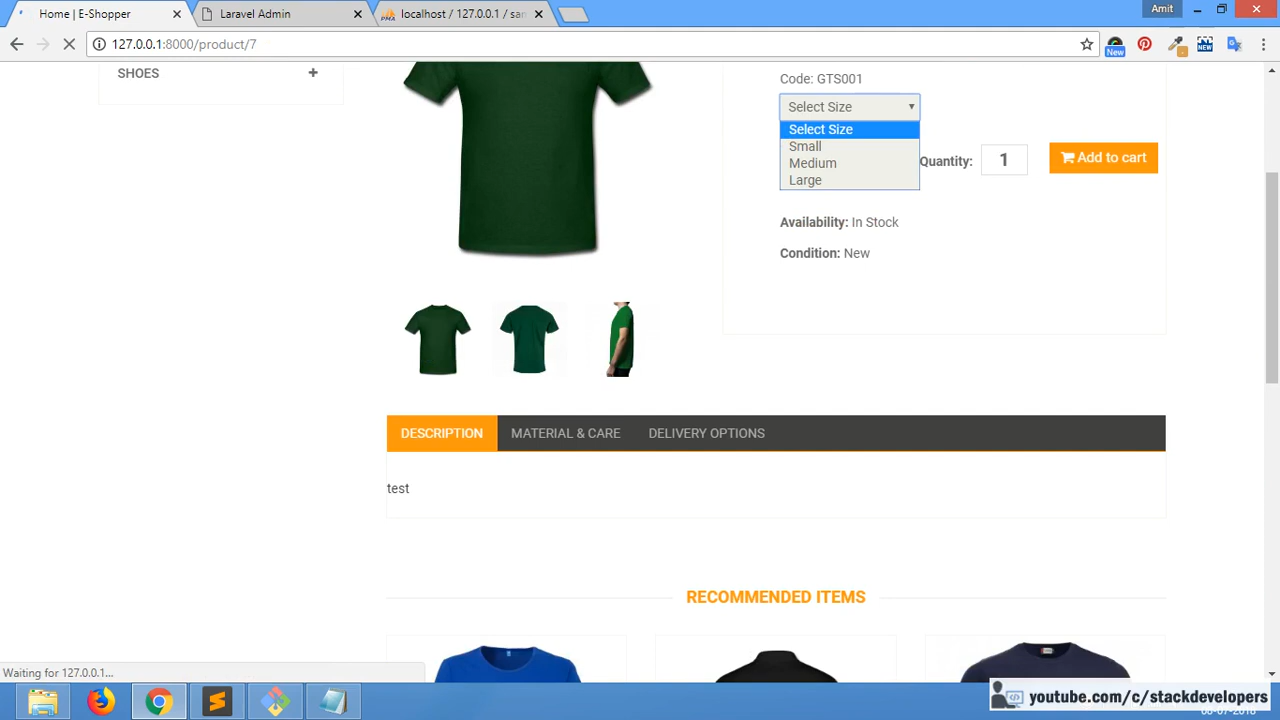 Home | E-Shopper
Laravel Admin
localhost / 127.0.0.1 / sam
Amit
127.0.0.1:8000/product/7
New
NEW
SHOES
Code: GTS001
Select Size
Select Size
Small
Medium
Large
Quantity:
1
Add to cart
Availability: In Stock
Condition: New
DESCRIPTION
MATERIAL & CARE
DELIVERY OPTIONS
test
RECOMMENDED ITEMS
Waiting for 127.0.0.1...
youtube.com/c/stackdevelopers